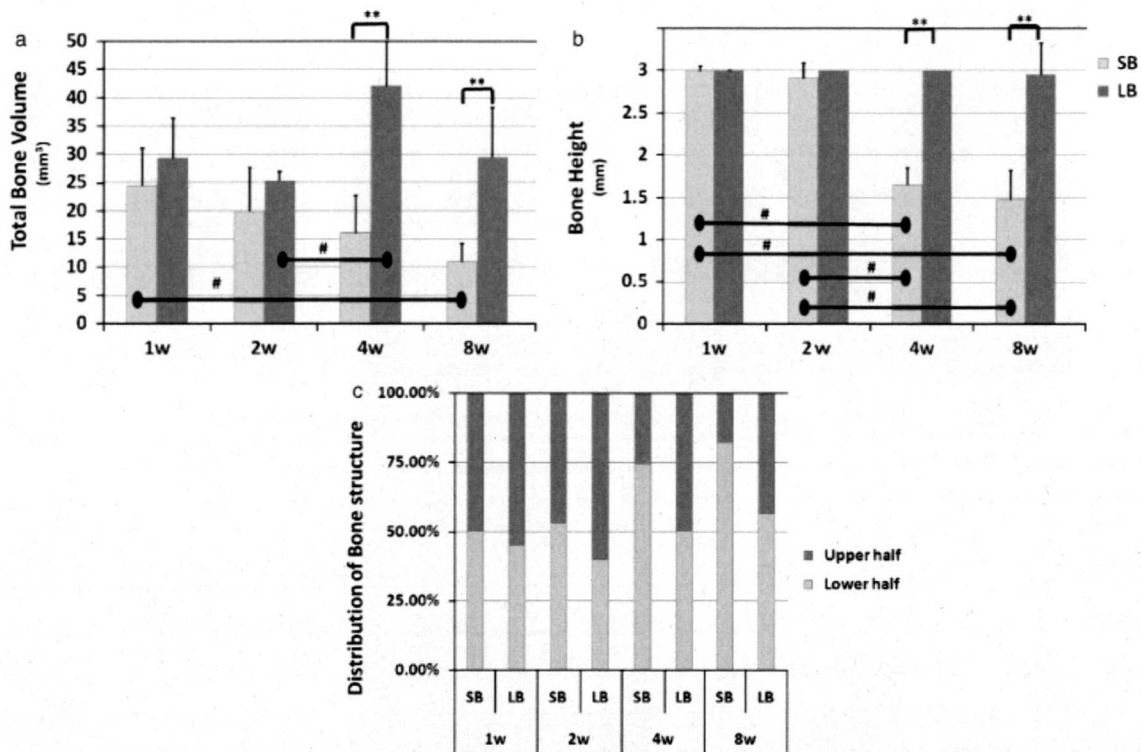 a
Total Bone Volume
(mm³)
50
45
40
35
30
25
20
15
10
5
0
**
**
#
#
1w 2w 4w 8w
b
Bone Height
(mm)
3
2.5
2
1.5
1
0.5
0
**
**
#
#
#
#
1w 2w 4w 8w
SB
LB
c
Distribution of Bone structure
100.00%
75.00%
50.00%
25.00%
0.00%
SB LB SB LB SB LB SB LB
1w 2w 4w 8w
Upper half
Lower half